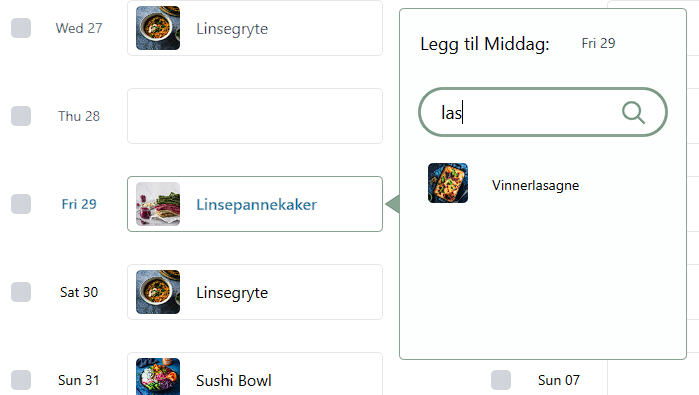 Wed 27
Linsegryte
Thu 28
Fri 29
Linsepannekaker
Sat 30
Linsegryte
Sun 31
Sushi Bowl
Legg til Middag:
Fri 29
las
Vinnerlasagne
Sun 07